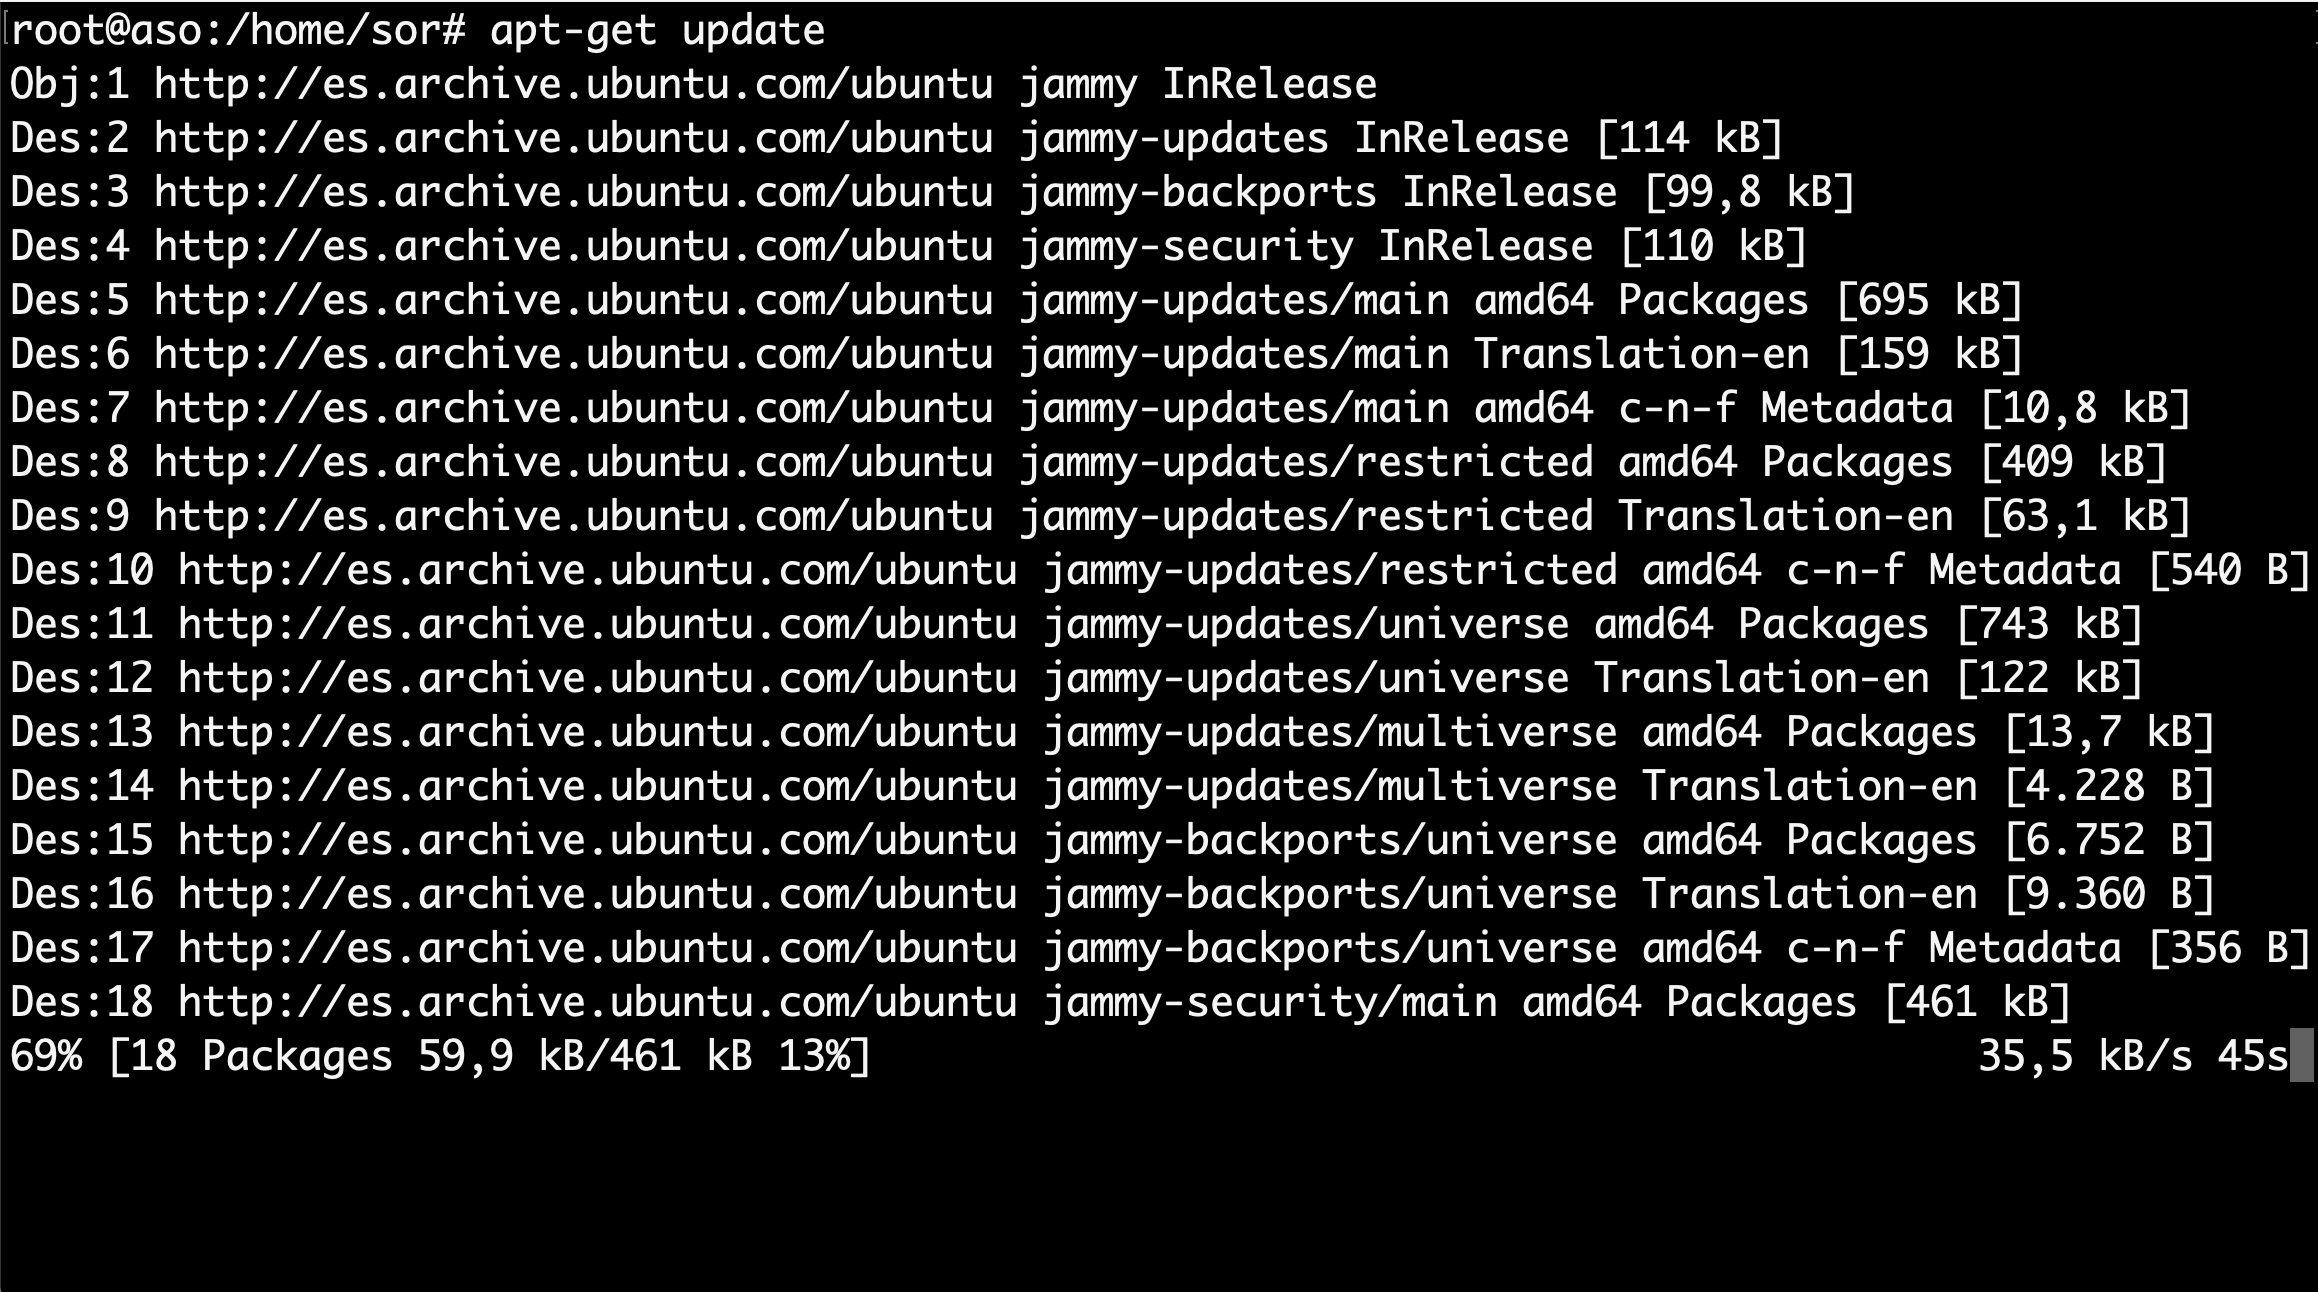 root@aso:/home/sor# apt-get update
Obj:1 http://es.archive.ubuntu.com/ubuntu jammy InRelease
Des:2 http://es.archive.ubuntu.com/ubuntu jammy-updates InRelease [114 kB]
Des:3 http://es.archive.ubuntu.com/ubuntu jammy-backports InRelease [99,8 kB]
Des:4 http://es.archive.ubuntu.com/ubuntu jammy-security InRelease [110 kB]
Des:5 http://es.archive.ubuntu.com/ubuntu jammy-updates/main amd64 Packages [695 kB]
Des:6 http://es.archive.ubuntu.com/ubuntu jammy-updates/main Translation-en [159 kB]
Des:7 http://es.archive.ubuntu.com/ubuntu jammy-updates/main amd64 c-n-f Metadata [10,8 kB]
Des:8 http://es.archive.ubuntu.com/ubuntu jammy-updates/restricted amd64 Packages [409 kB]
Des:9 http://es.archive.ubuntu.com/ubuntu jammy-updates/restricted Translation-en [63,1 kB]
Des:10 http://es.archive.ubuntu.com/ubuntu jammy-updates/restricted amd64 c-n-f Metadata [540 B]
Des:11 http://es.archive.ubuntu.com/ubuntu jammy-updates/universe amd64 Packages [743 kB]
Des:12 http://es.archive.ubuntu.com/ubuntu jammy-updates/universe Translation-en [122 kB]
Des:13 http://es.archive.ubuntu.com/ubuntu jammy-updates/multiverse amd64 Packages [13,7 kB]
Des:14 http://es.archive.ubuntu.com/ubuntu jammy-updates/multiverse Translation-en [4.228 B]
Des:15 http://es.archive.ubuntu.com/ubuntu jammy-backports/universe amd64 Packages [6.752 B]
Des:16 http://es.archive.ubuntu.com/ubuntu jammy-backports/universe Translation-en [9.360 B]
Des:17 http://es.archive.ubuntu.com/ubuntu jammy-backports/universe amd64 c-n-f Metadata [356 B]
Des:18 http://es.archive.ubuntu.com/ubuntu jammy-security/main amd64 Packages [461 kB]
69% [18 Packages 59,9 kB/461 kB 13%] 35,5 kB/s 45s